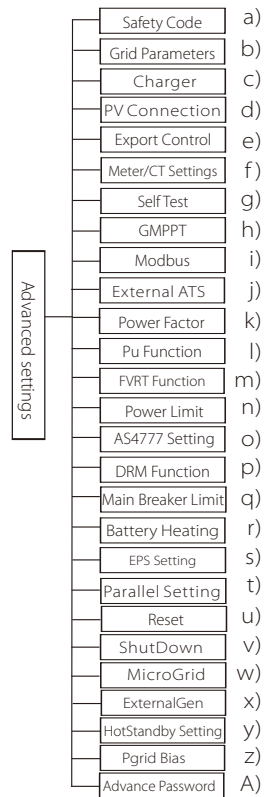 Safety Code a)
Grid Parameters b)
Charger c)
PV Connection d)
Export Control e)
Meter/CT Settings f)
Self Test g)
GMPPT h)
Modbus i)
External ATS j)
Power Factor k)
Pu Function l)
FVRT Function m)
Power Limit n)
AS4777 Setting o)
DRM Function p)
Main Breaker Limit q)
Battery Heating r)
EPS Setting s)
Parallel Setting t)
Reset u)
ShutDown v)
MicroGrid w)
ExternalGen x)
HotStandby Setting y)
Pgrid Bias z)
Advance Password A)
Advanced settings